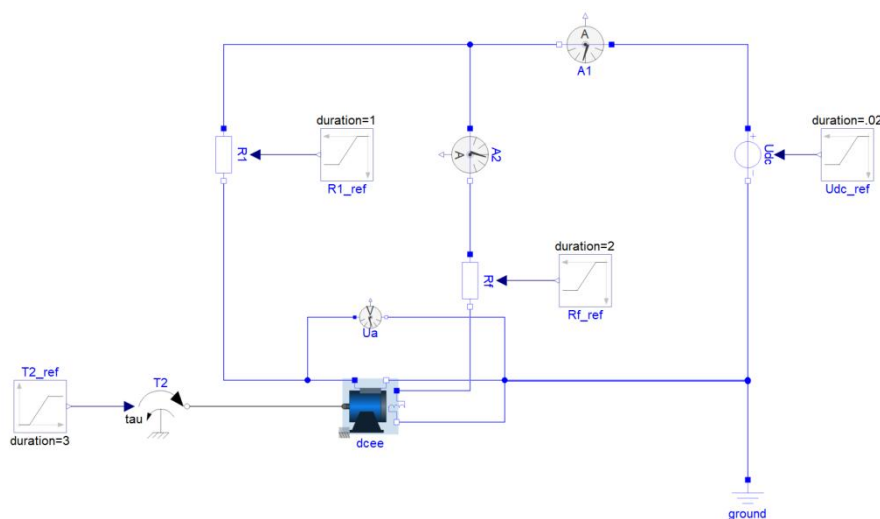 A
A1
duration=1
R1
R1_ref
A
A2
duration=.02
+
Udc
-
Udc_ref
duration=2
Rf
Rf_ref
V
Ua
T2_ref
T2
tau
duration=3
dcee
ground